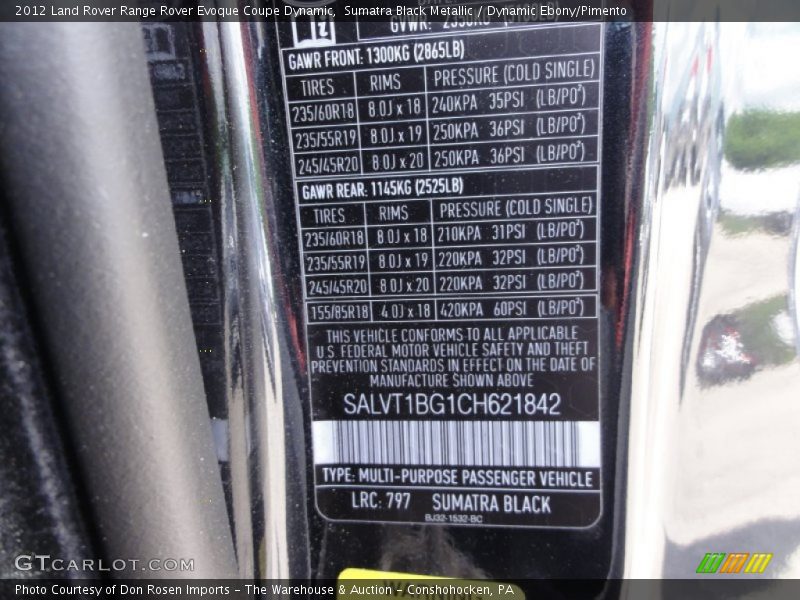 2012 Land Rover Range Rover Evoque Coupe Dynamic, Sumatra Black Metallic / Dynamic Ebony/Pimento
12 GVWR:
GAWR FRONT: 1300KG (2865LB)
TIRES RIMS PRESSURE (COLD SINGLE)
235/60R18 8.0J x 18 240KPA 35PSI (LB/PO²)
235/55R19 8.0J x 19 250KPA 36PSI (LB/PO²)
245/45R20 8.0J x 20 250KPA 36PSI (LB/PO²)
GAWR REAR: 1145KG (2525LB)
TIRES RIMS PRESSURE (COLD SINGLE)
235/60R18 8.0J x 18 210KPA 31PSI (LB/PO²)
235/55R19 8.0J x 19 220KPA 32PSI (LB/PO²)
245/45R20 8.0J x 20 220KPA 32PSI (LB/PO²)
155/85R18 4.0J x 18 420KPA 60PSI (LB/PO²)
THIS VEHICLE CONFORMS TO ALL APPLICABLE
U.S. FEDERAL MOTOR VEHICLE SAFETY AND THEFT
PREVENTION STANDARDS IN EFFECT ON THE DATE OF
MANUFACTURE SHOWN ABOVE
SALVT1BG1CH621842
TYPE: MULTI-PURPOSE PASSENGER VEHICLE
LRC: 797 SUMATRA BLACK
BJ32-1532-BC
WARNING
GTCARLOT.COM
Photo Courtesy of Don Rosen Imports - The Warehouse & Auction - Conshohocken, PA